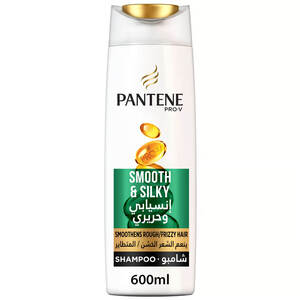 PANTENE
PRO-V
SMOOTH
& SILKY
إنسيابي
وحريري
SMOOTHENS ROUGH/FRIZZY HAIR
ينعم الشعر الخشن / المتطاير
SHAMPOO • شامبو
600ml